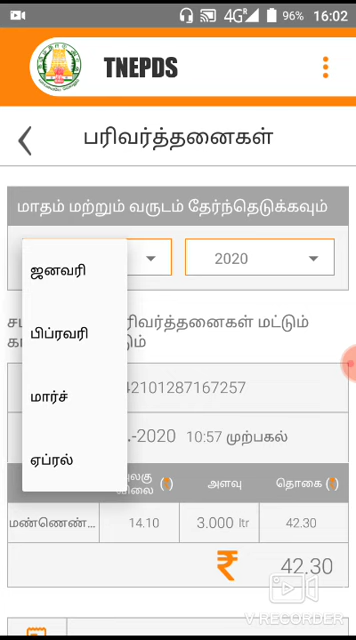 4G R 96% 16:02
TNEPDS
பரிவர்த்தனைகள்
மாதம் மற்றும் வருடம் தேர்ந்தெடுக்கவும்
2020
ஜனவரி
பிப்ரவரி
மார்ச்
ஏப்ரல்
பரிவர்த்தனைகள் மட்டும்
42101287167257
-2020 10:57 முற்பகல்
விலை அளவு தொகை
மண்ணெண்... 14.10 3.000 ltr 42.30
₹ 42.30
V RECORDER